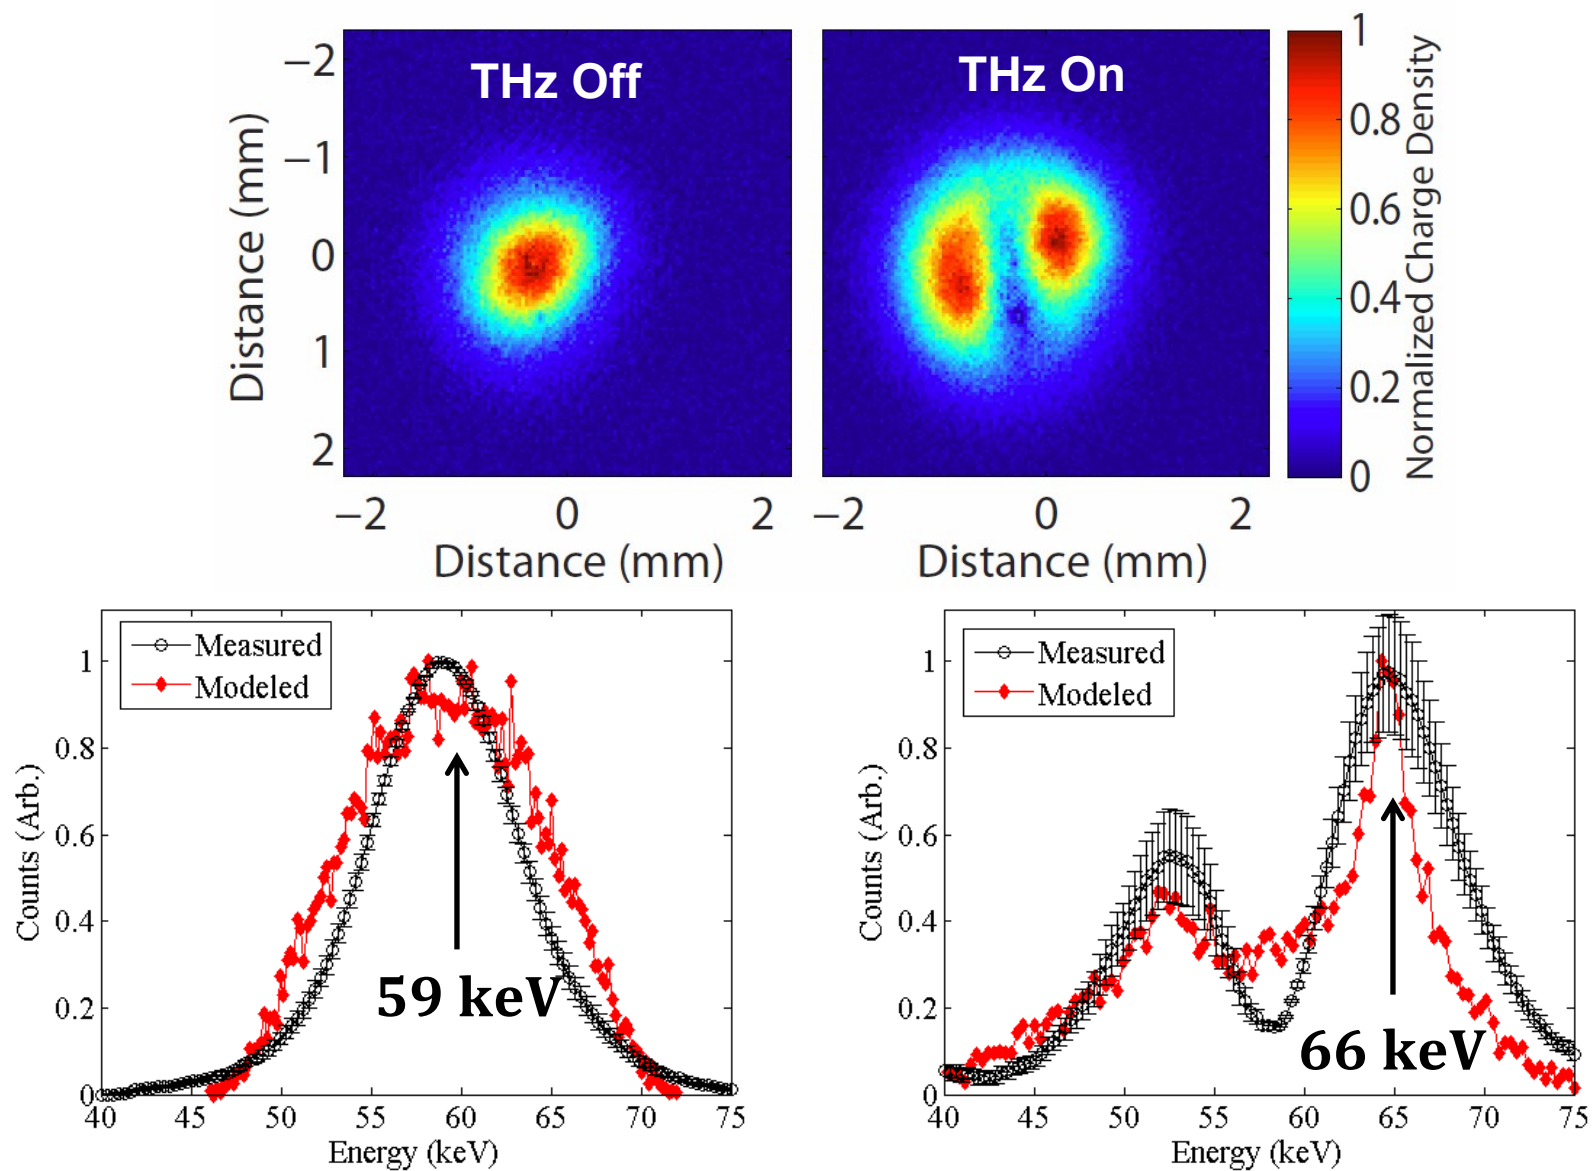 THz Off
THz On
−2
−1
0
1
2
Distance (mm)
−2
0
2
Distance (mm)
−2
0
2
Distance (mm)
1
0.8
0.6
0.4
0.2
0
Normalized Charge Density
Measured
Modeled
1
0.8
0.6
0.4
0.2
0
Counts (Arb.)
59 keV
40
45
50
55
60
65
70
75
Energy (keV)
Measured
Modeled
1
0.8
0.6
0.4
0.2
0
Counts (Arb.)
66 keV
40
45
50
55
60
65
70
75
Energy (keV)